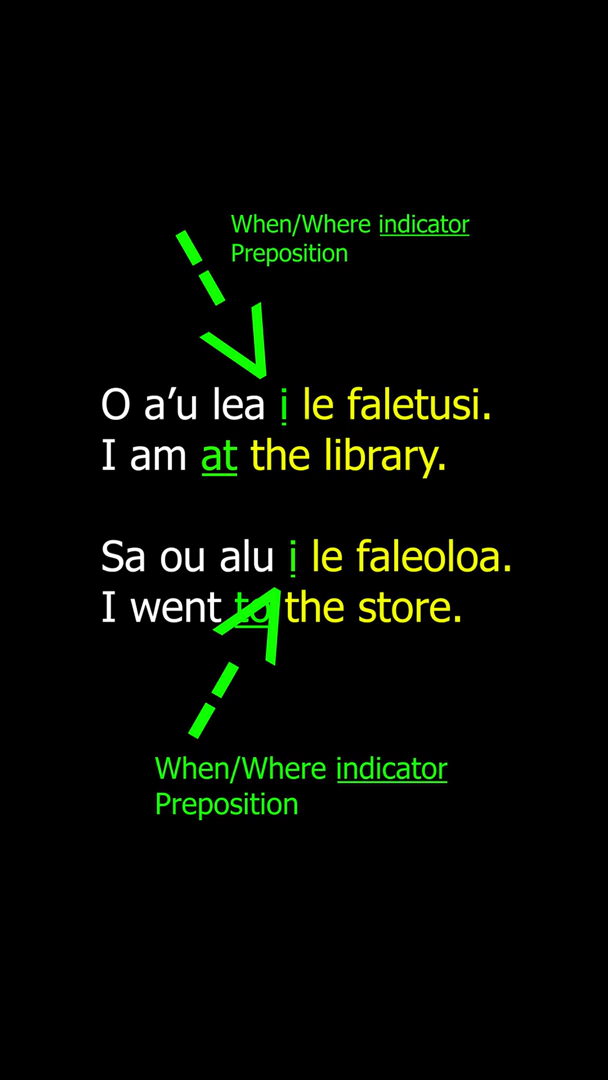 When/Where indicator
Preposition
O a’u lea i le faletusi.
I am at the library.
Sa ou alu i le faleoloa.
I went to the store.
When/Where indicator
Preposition